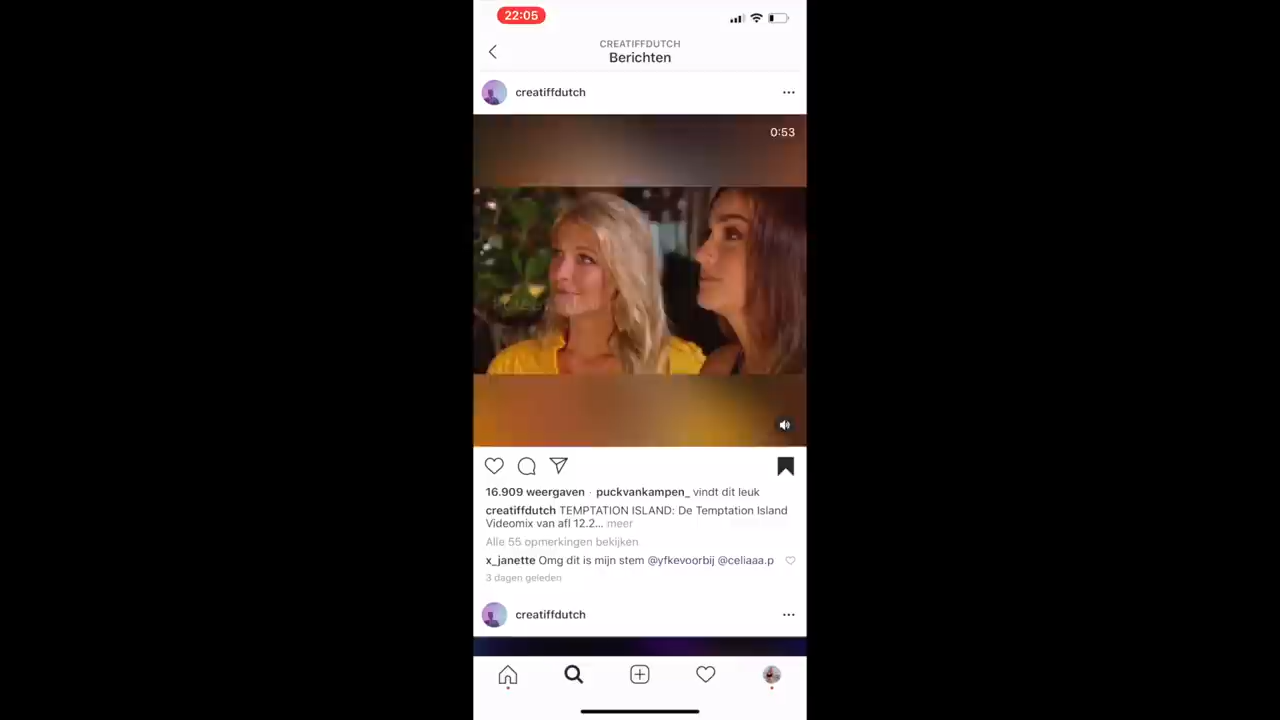 22:05
CREATIFFDUTCH
Berichten
creatiffdutch
0:53
16.909 weergaven · puckvankampen_ vindt dit leuk
creatiffdutch TEMPTATION ISLAND: De Temptation Island
Videomix van afl 12.2... meer
Alle 55 opmerkingen bekijken
x_janette Omg dit is mijn stem @yfkevoorbij @celiaaa.p
3 dagen geleden
creatiffdutch